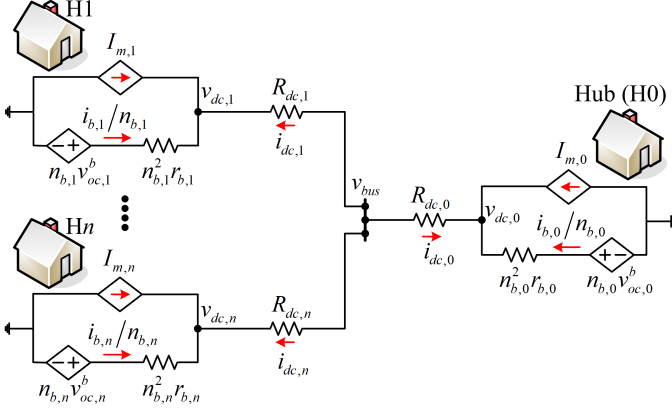 H1
I_{m,1}
v_{dc,1}
R_{dc,1}
i_{b,1}/n_{b,1}
i_{dc,1}
− +
n_{b,1}v^{b}_{oc,1}
n^{2}_{b,1}r_{b,1}
Hub (H0)
I_{m,0}
v_{bus}
R_{dc,0}
v_{dc,0}
i_{b,0}/n_{b,0}
i_{dc,0}
+ −
n^{2}_{b,0}r_{b,0}
n_{b,0}v^{b}_{oc,0}
Hn
I_{m,n}
v_{dc,n}
R_{dc,n}
i_{b,n}/n_{b,n}
i_{dc,n}
− +
n_{b,n}v^{b}_{oc,n}
n^{2}_{b,n}r_{b,n}